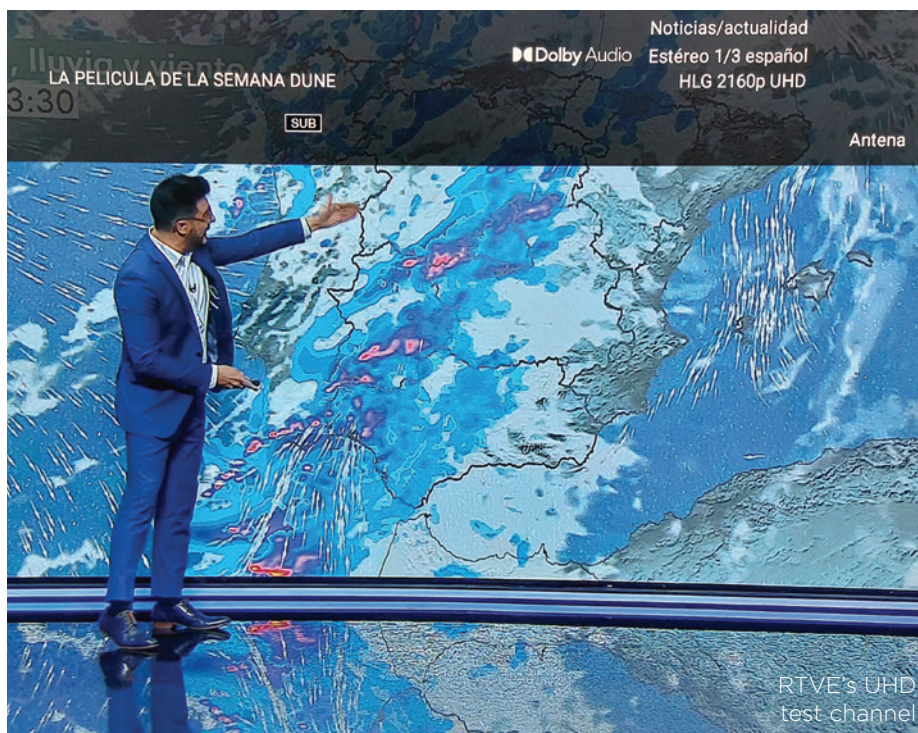 , lluvia y viento
LA PELICULA DE LA SEMANA DUNE
3:30
SUB
Noticias/actualidad
Dolby Audio
Estéreo 1/3 español
HLG 2160p UHD
Antena
RTVE's UHD
test channel